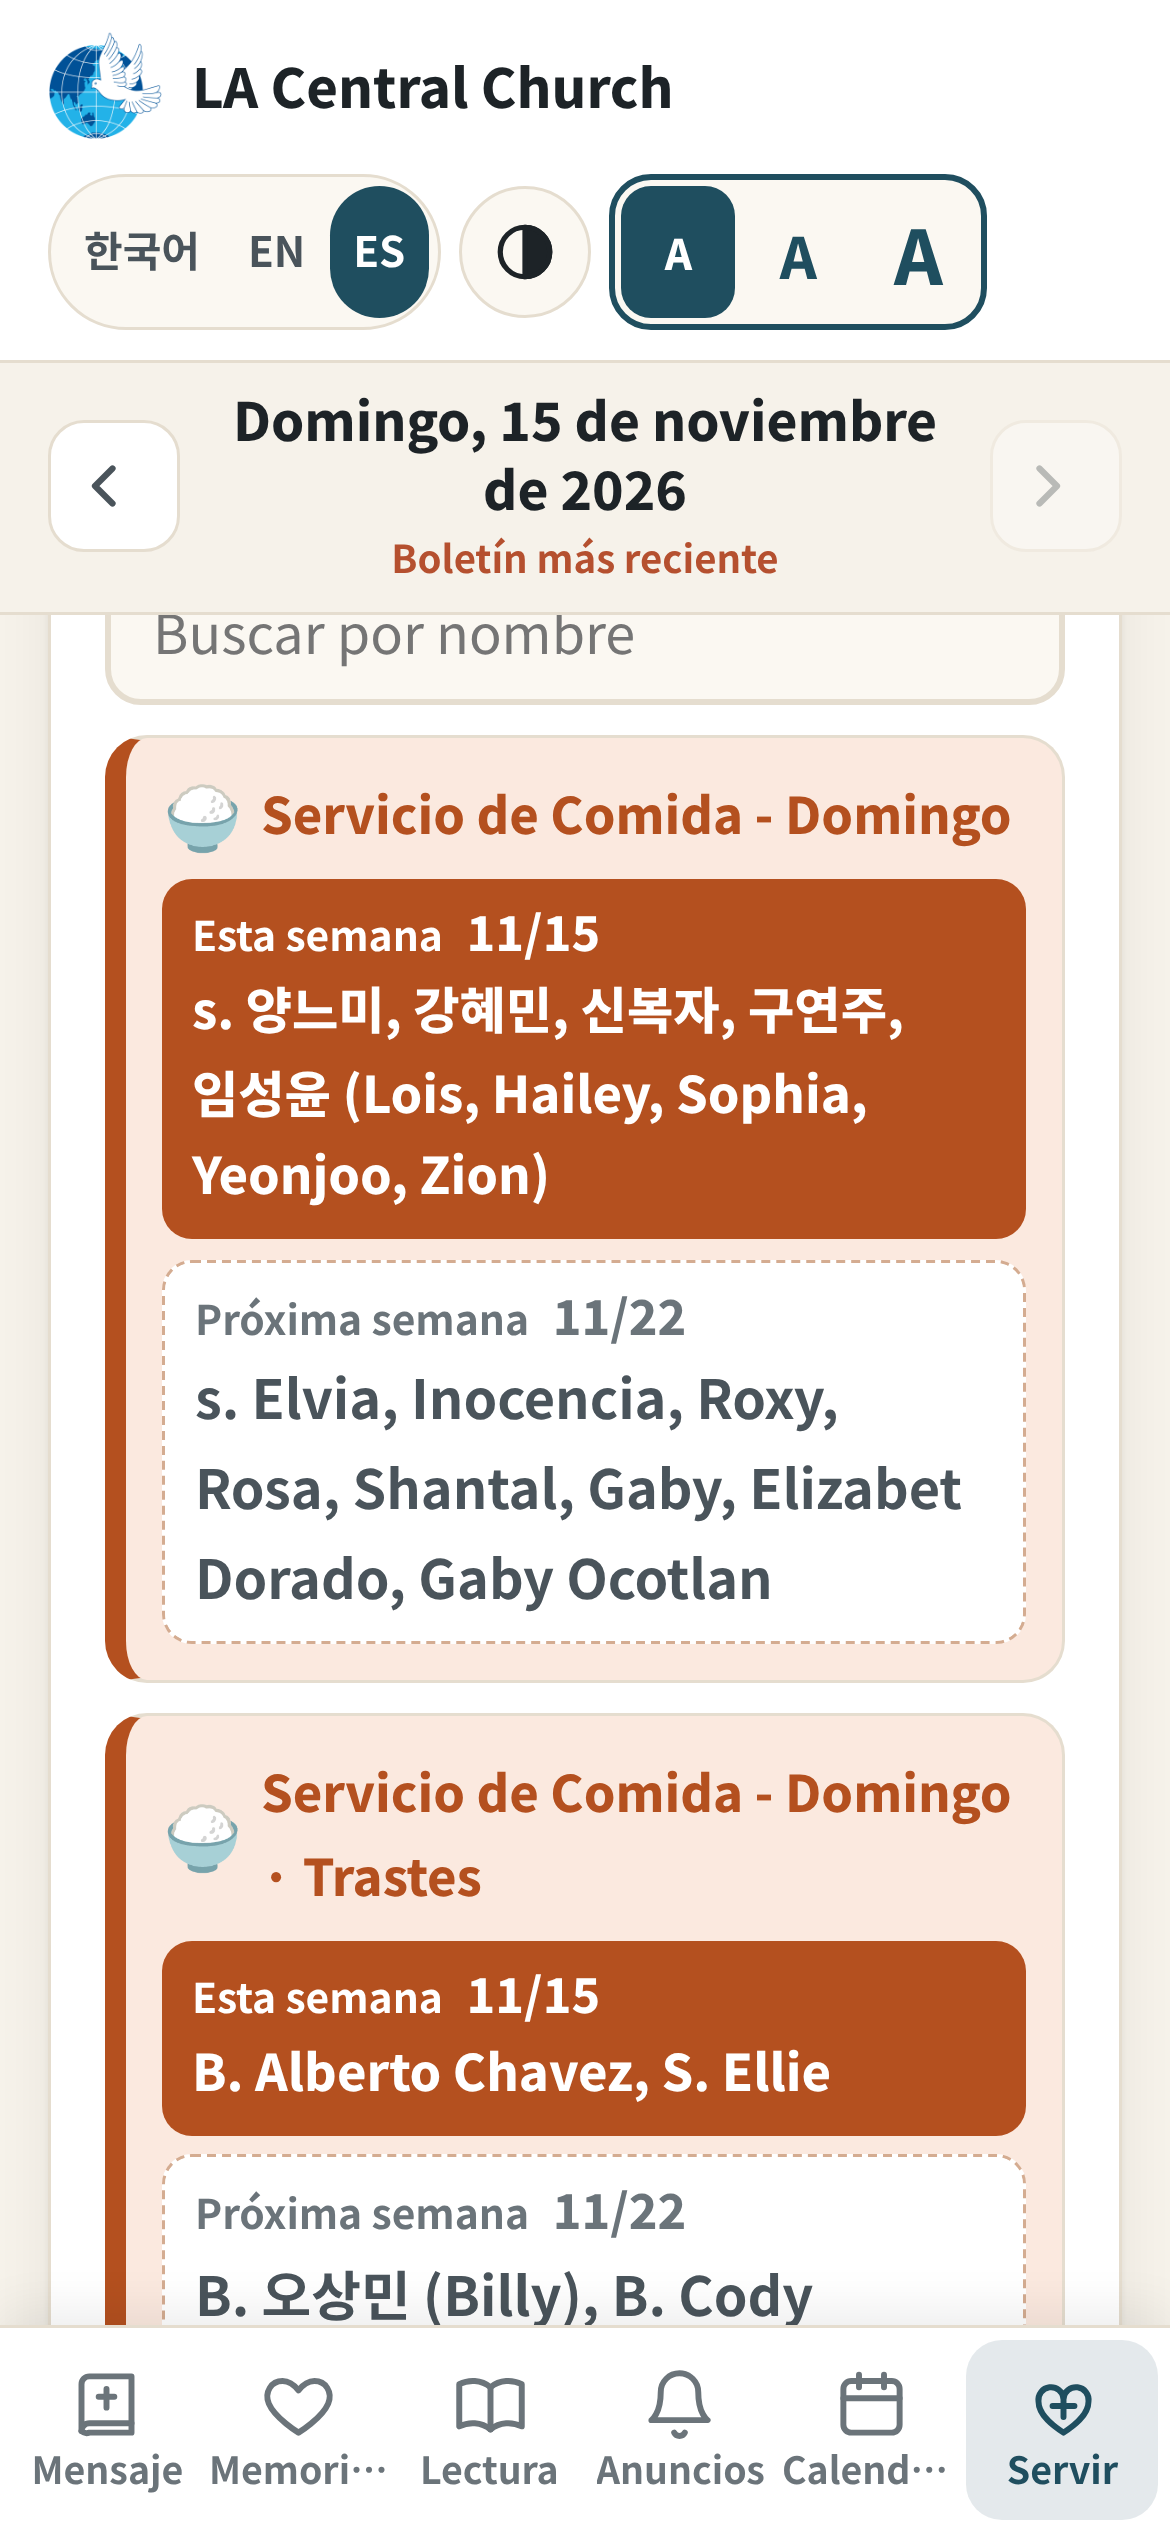 LA Central Church
한국어 EN ES A A A
Domingo, 15 de noviembre
de 2026
Boletín más reciente
Buscar por nombre
Servicio de Comida - Domingo
Esta semana 11/15
s. 양느미, 강혜민, 신복자, 구연주,
임성윤 (Lois, Hailey, Sophia,
Yeonjoo, Zion)
Próxima semana 11/22
s. Elvia, Inocencia, Roxy,
Rosa, Shantal, Gaby, Elizabet
Dorado, Gaby Ocotlan
Servicio de Comida - Domingo
· Trastes
Esta semana 11/15
B. Alberto Chavez, S. Ellie
Próxima semana 11/22
B. 오상민 (Billy), B. Cody
Mensaje Memori··· Lectura Anuncios Calend··· Servir